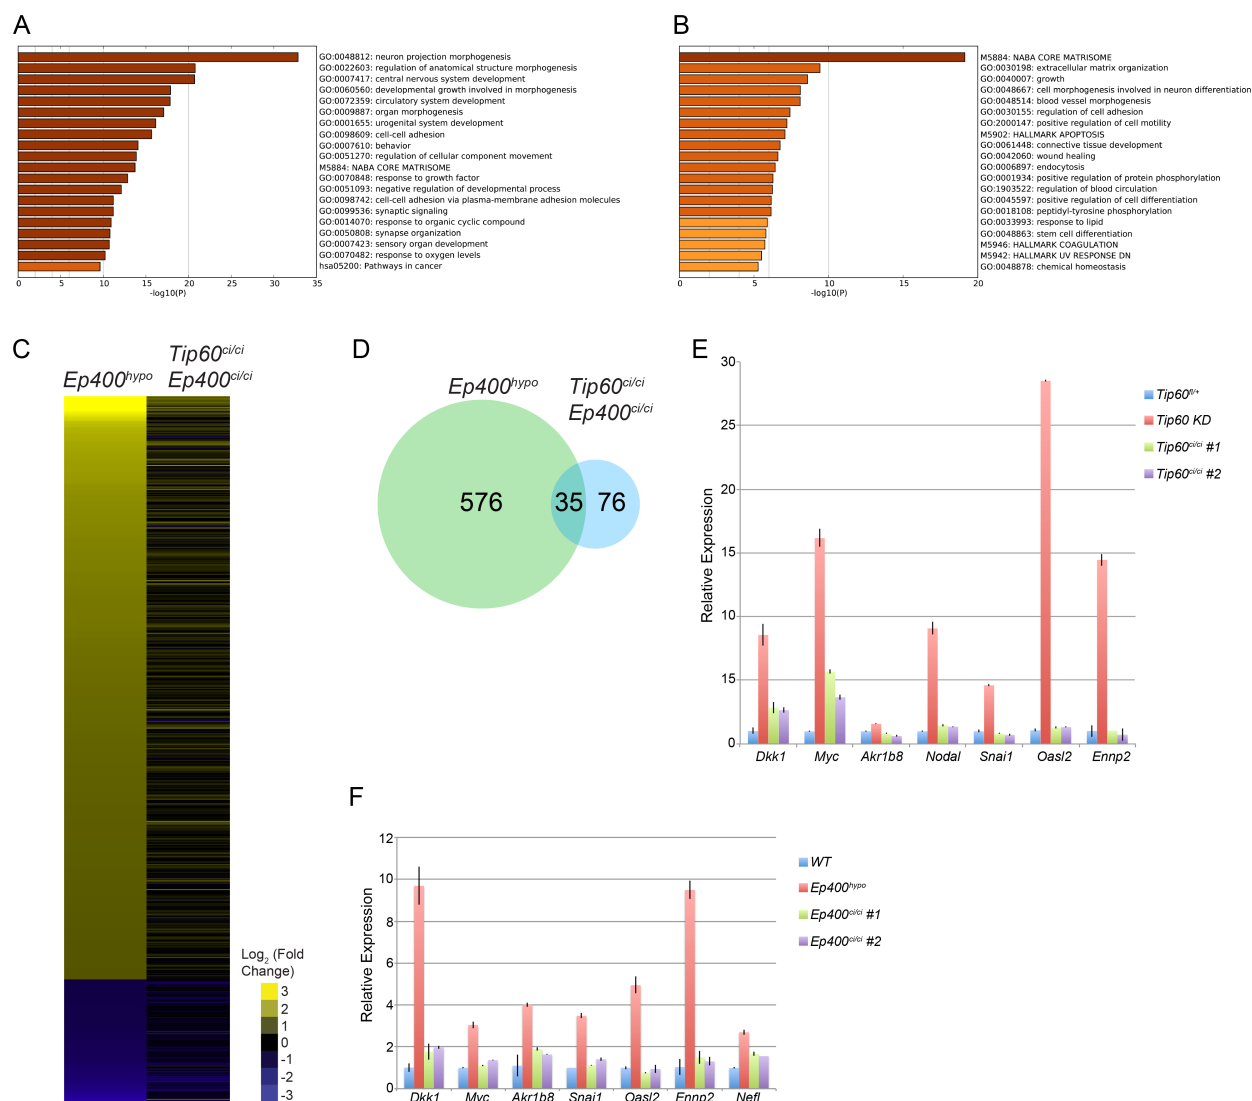 A
GO:0048812: neuron projection morphogenesis
GO:0022603: regulation of anatomical structure morphogenesis
GO:0007417: central nervous system development
GO:0060560: developmental growth involved in morphogenesis
GO:0072359: circulatory system development
GO:0009887: organ morphogenesis
GO:0001655: urogenital system development
GO:0098609: cell-cell adhesion
GO:0007610: behavior
GO:0051270: regulation of cellular component movement
M5884: NABA CORE MATRISOME
GO:0070848: response to growth factor
GO:0051093: negative regulation of developmental process
GO:0098742: cell-cell adhesion via plasma-membrane adhesion molecules
GO:0099536: synaptic signaling
GO:0014070: response to organic cyclic compound
GO:0050808: synapse organization
GO:0007423: sensory organ development
GO:0070482: response to oxygen levels
hsa05200: Pathways in cancer
0 5 10 15 20 25 30 35
-log10(P)
B
M5884: NABA CORE MATRISOME
GO:0030198: extracellular matrix organization
GO:0040007: growth
GO:0048667: cell morphogenesis involved in neuron differentiation
GO:0048514: blood vessel morphogenesis
GO:0030155: regulation of cell adhesion
GO:2000147: positive regulation of cell motility
M5902: HALLMARK APOPTOSIS
GO:0061448: connective tissue development
GO:0042060: wound healing
GO:0006897: endocytosis
GO:0001934: positive regulation of protein phosphorylation
GO:1903522: regulation of blood circulation
GO:0045597: positive regulation of cell differentiation
GO:0018108: peptidyl-tyrosine phosphorylation
GO:0033993: response to lipid
GO:0048863: stem cell differentiation
M5946: HALLMARK COAGULATION
M5942: HALLMARK UV RESPONSE DN
GO:0048878: chemical homeostasis
0 5 10 15 20
-log10(P)
C
Ep400hypo
Tip60ci/ci
Ep400ci/ci
Log2 (Fold
Change)
3
2
1
0
-1
-2
-3
D
Ep400hypo
Tip60ci/ci
Ep400ci/ci
576
35
76
E
Relative Expression
30
25
20
15
10
15
0
Dkk1 Myc Akr1b8 Nodal Snai1 Oasl2 Ennp2
Tip60fl/+
Tip60 KD
Tip60ci/ci #1
Tip60ci/ci #2
F
Relative Expression
12
10
8
6
4
2
0
Dkk1 Myc Akr1b8 Snai1 Oasl2 Ennp2 Nefl
WT
Ep400hypo
Ep400ci/ci #1
Ep400ci/ci #2